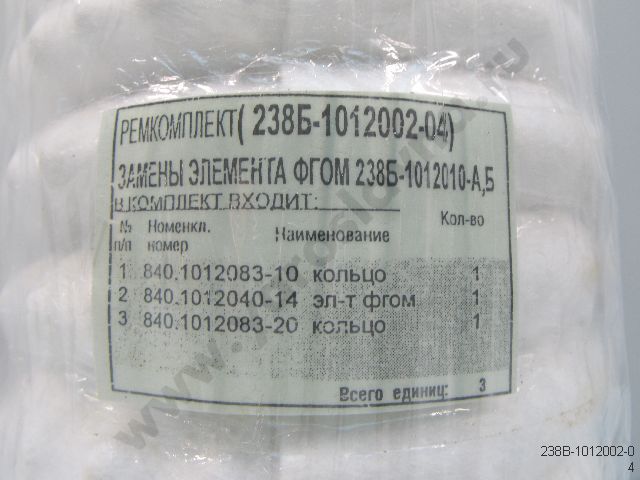 РЕМКОМПЛЕКТ( 238Б-1012002-04)
ЗАМЕНЫ ЭЛЕМЕНТА ФГОМ 238Б-1012010-А,Б
В КОМПЛЕКТ ВХОДИТ:
№ п/п Номенкл. номер Наименование Кол-во
1 840.1012083-10 кольцо 1
2 840.1012040-14 эл-т фгом 1
3 840.1012083-20 кольцо 1
Всего единиц: 3
238В-1012002-0
4